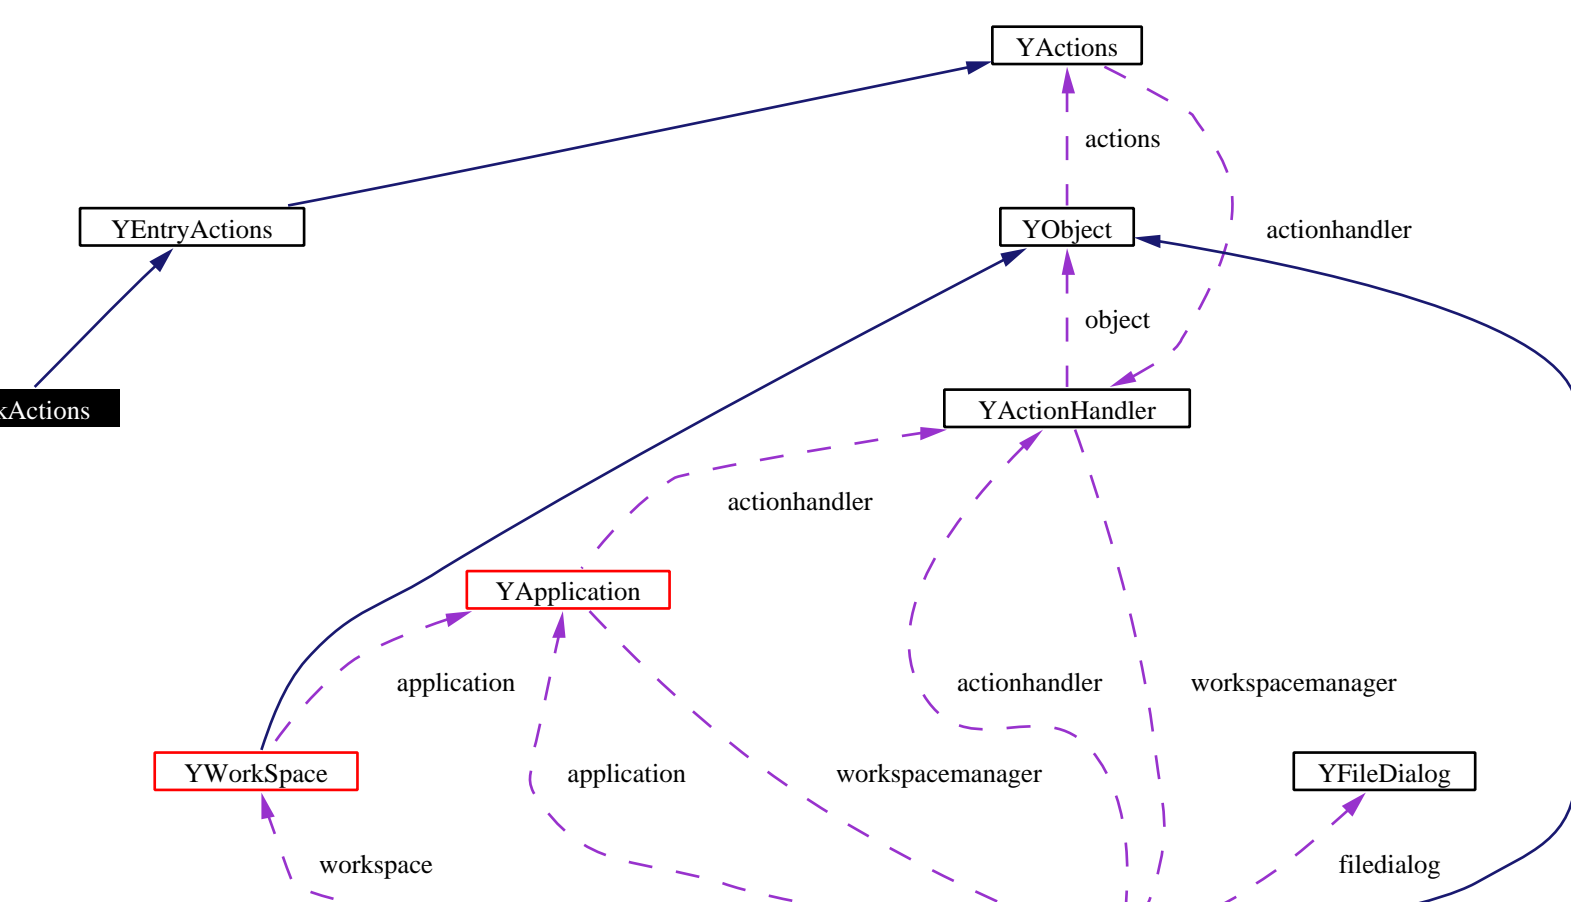 YActions
actions
YEntryActions
YObject
actionhandler
object
kActions
YActionHandler
actionhandler
YApplication
application
actionhandler
workspacemanager
YWorkSpace
application
workspacemanager
YFileDialog
workspace
filedialog